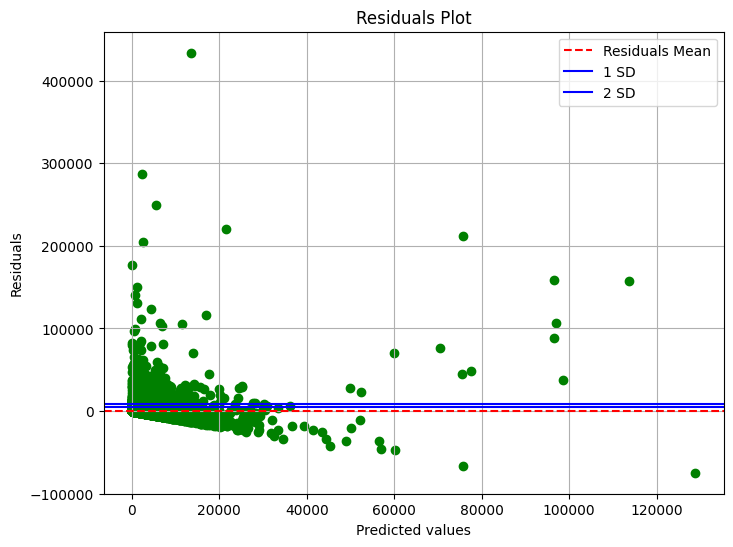 Residuals Plot
Residuals Mean
1 SD
2 SD
400000
300000
200000
100000
0
−100000
Residuals
0
20000
40000
60000
80000
100000
120000
Predicted values